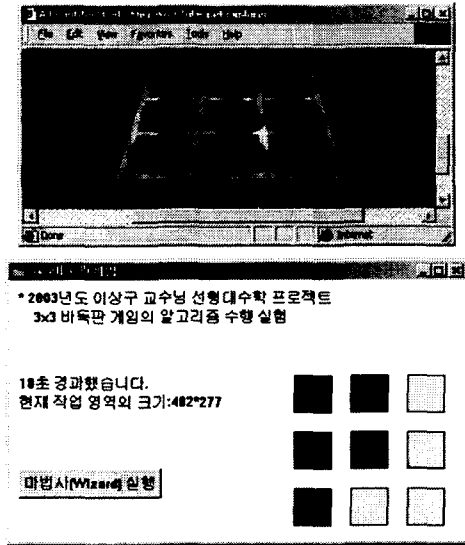 File Edit View Favorites Tools Help
Done
Internet
* 2003년도 이상구 교수님 선형대수학 프로젝트
3x3 바둑판 게임의 알고리즘 수행 실험
18초 경과했습니다.
현재 작업 영역의 크기:402*277
마법사(Wizard) 실행